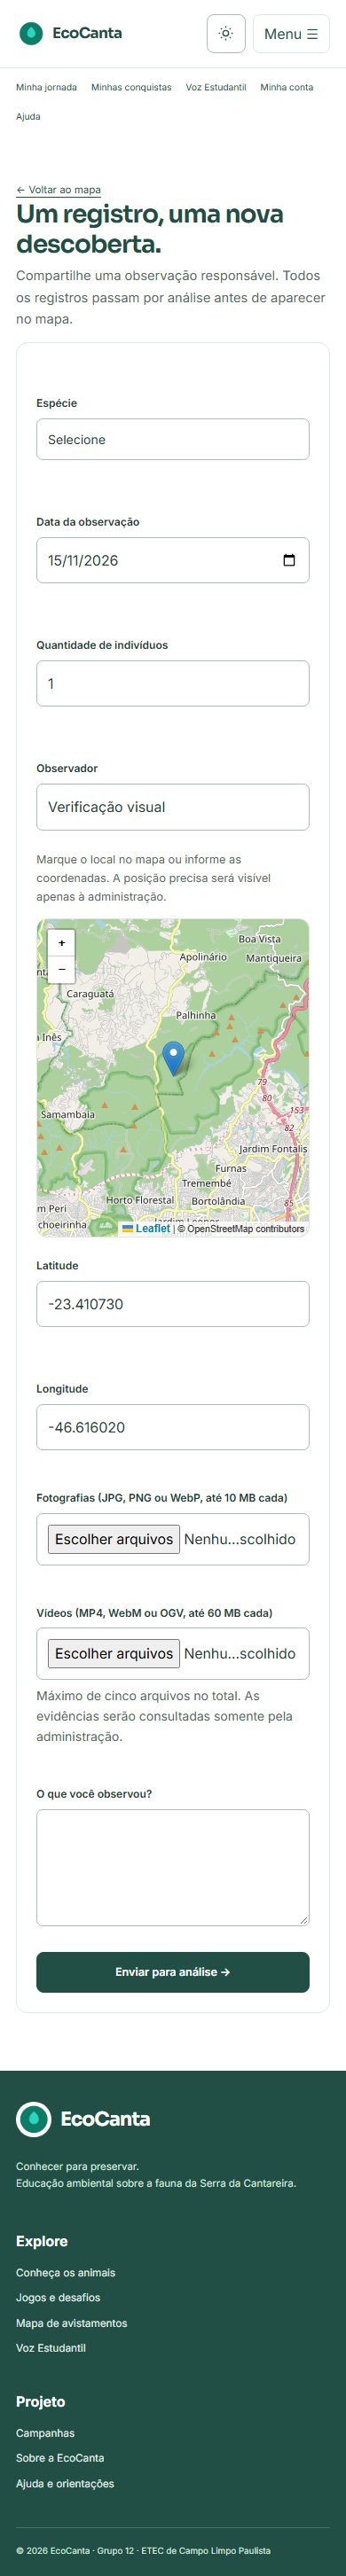 EcoCanta
Menu ☰
Minha jornada Minhas conquistas Voz Estudantil Minha conta
Ajuda
← Voltar ao mapa
Um registro, uma nova
descoberta.
Compartilhe uma observação responsável. Todos
os registros passam por análise antes de aparecer
no mapa.
Espécie
Selecione
Data da observação
15/11/2026
Quantidade de indivíduos
1
Observador
Verificação visual
Marque o local no mapa ou informe as
coordenadas. A posição precisa será visível
apenas à administração.
+
−
Boa Vista
Apolinário
Mantiqueira
Caraguatá
Palhinha
a Inês
79
80
153
Samambaia
82
Jardim Fontalis
Furnas
Tremembé
85
Horto Florestal Bortolândia
m Peri
choeirinha
Leaflet | © OpenStreetMap contributors
Latitude
-23.410730
Longitude
-46.616020
Fotografias (JPG, PNG ou WebP, até 10 MB cada)
Escolher arquivos Nenhu...scolhido
Vídeos (MP4, WebM ou OGV, até 60 MB cada)
Escolher arquivos Nenhu...scolhido
Máximo de cinco arquivos no total. As
evidências serão consultadas somente pela
administração.
O que você observou?
Enviar para análise →
EcoCanta
Conhecer para preservar.
Educação ambiental sobre a fauna da Serra da Cantareira.
Explore
Conheça os animais
Jogos e desafios
Mapa de avistamentos
Voz Estudantil
Projeto
Campanhas
Sobre a EcoCanta
Ajuda e orientações
© 2026 EcoCanta · Grupo 12 · ETEC de Campo Limpo Paulista